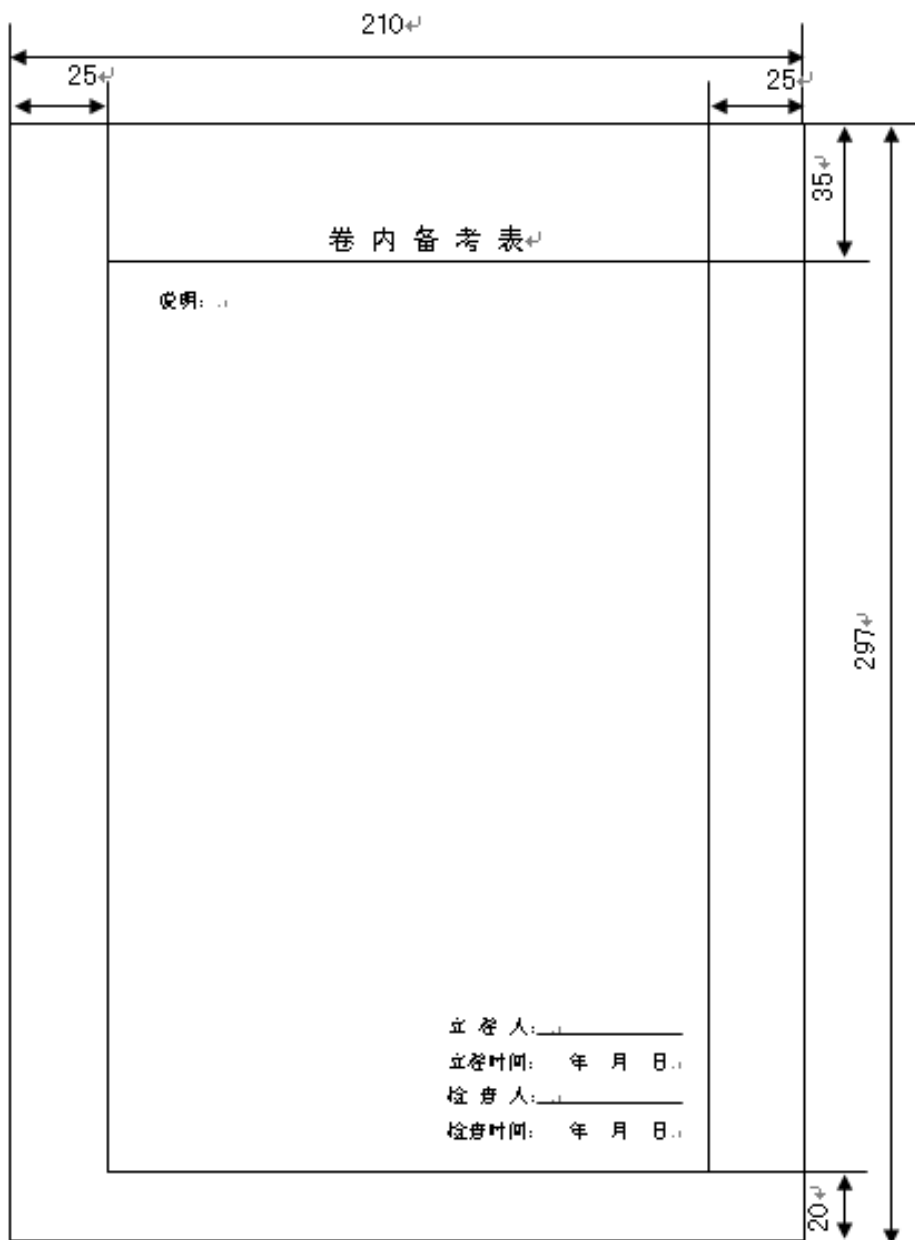 210
25
25
35
卷 内 备 考 表
说明:
297
立 卷 人:
立卷时间: 年 月 日
检 查 人:
检查时间: 年 月 日
20